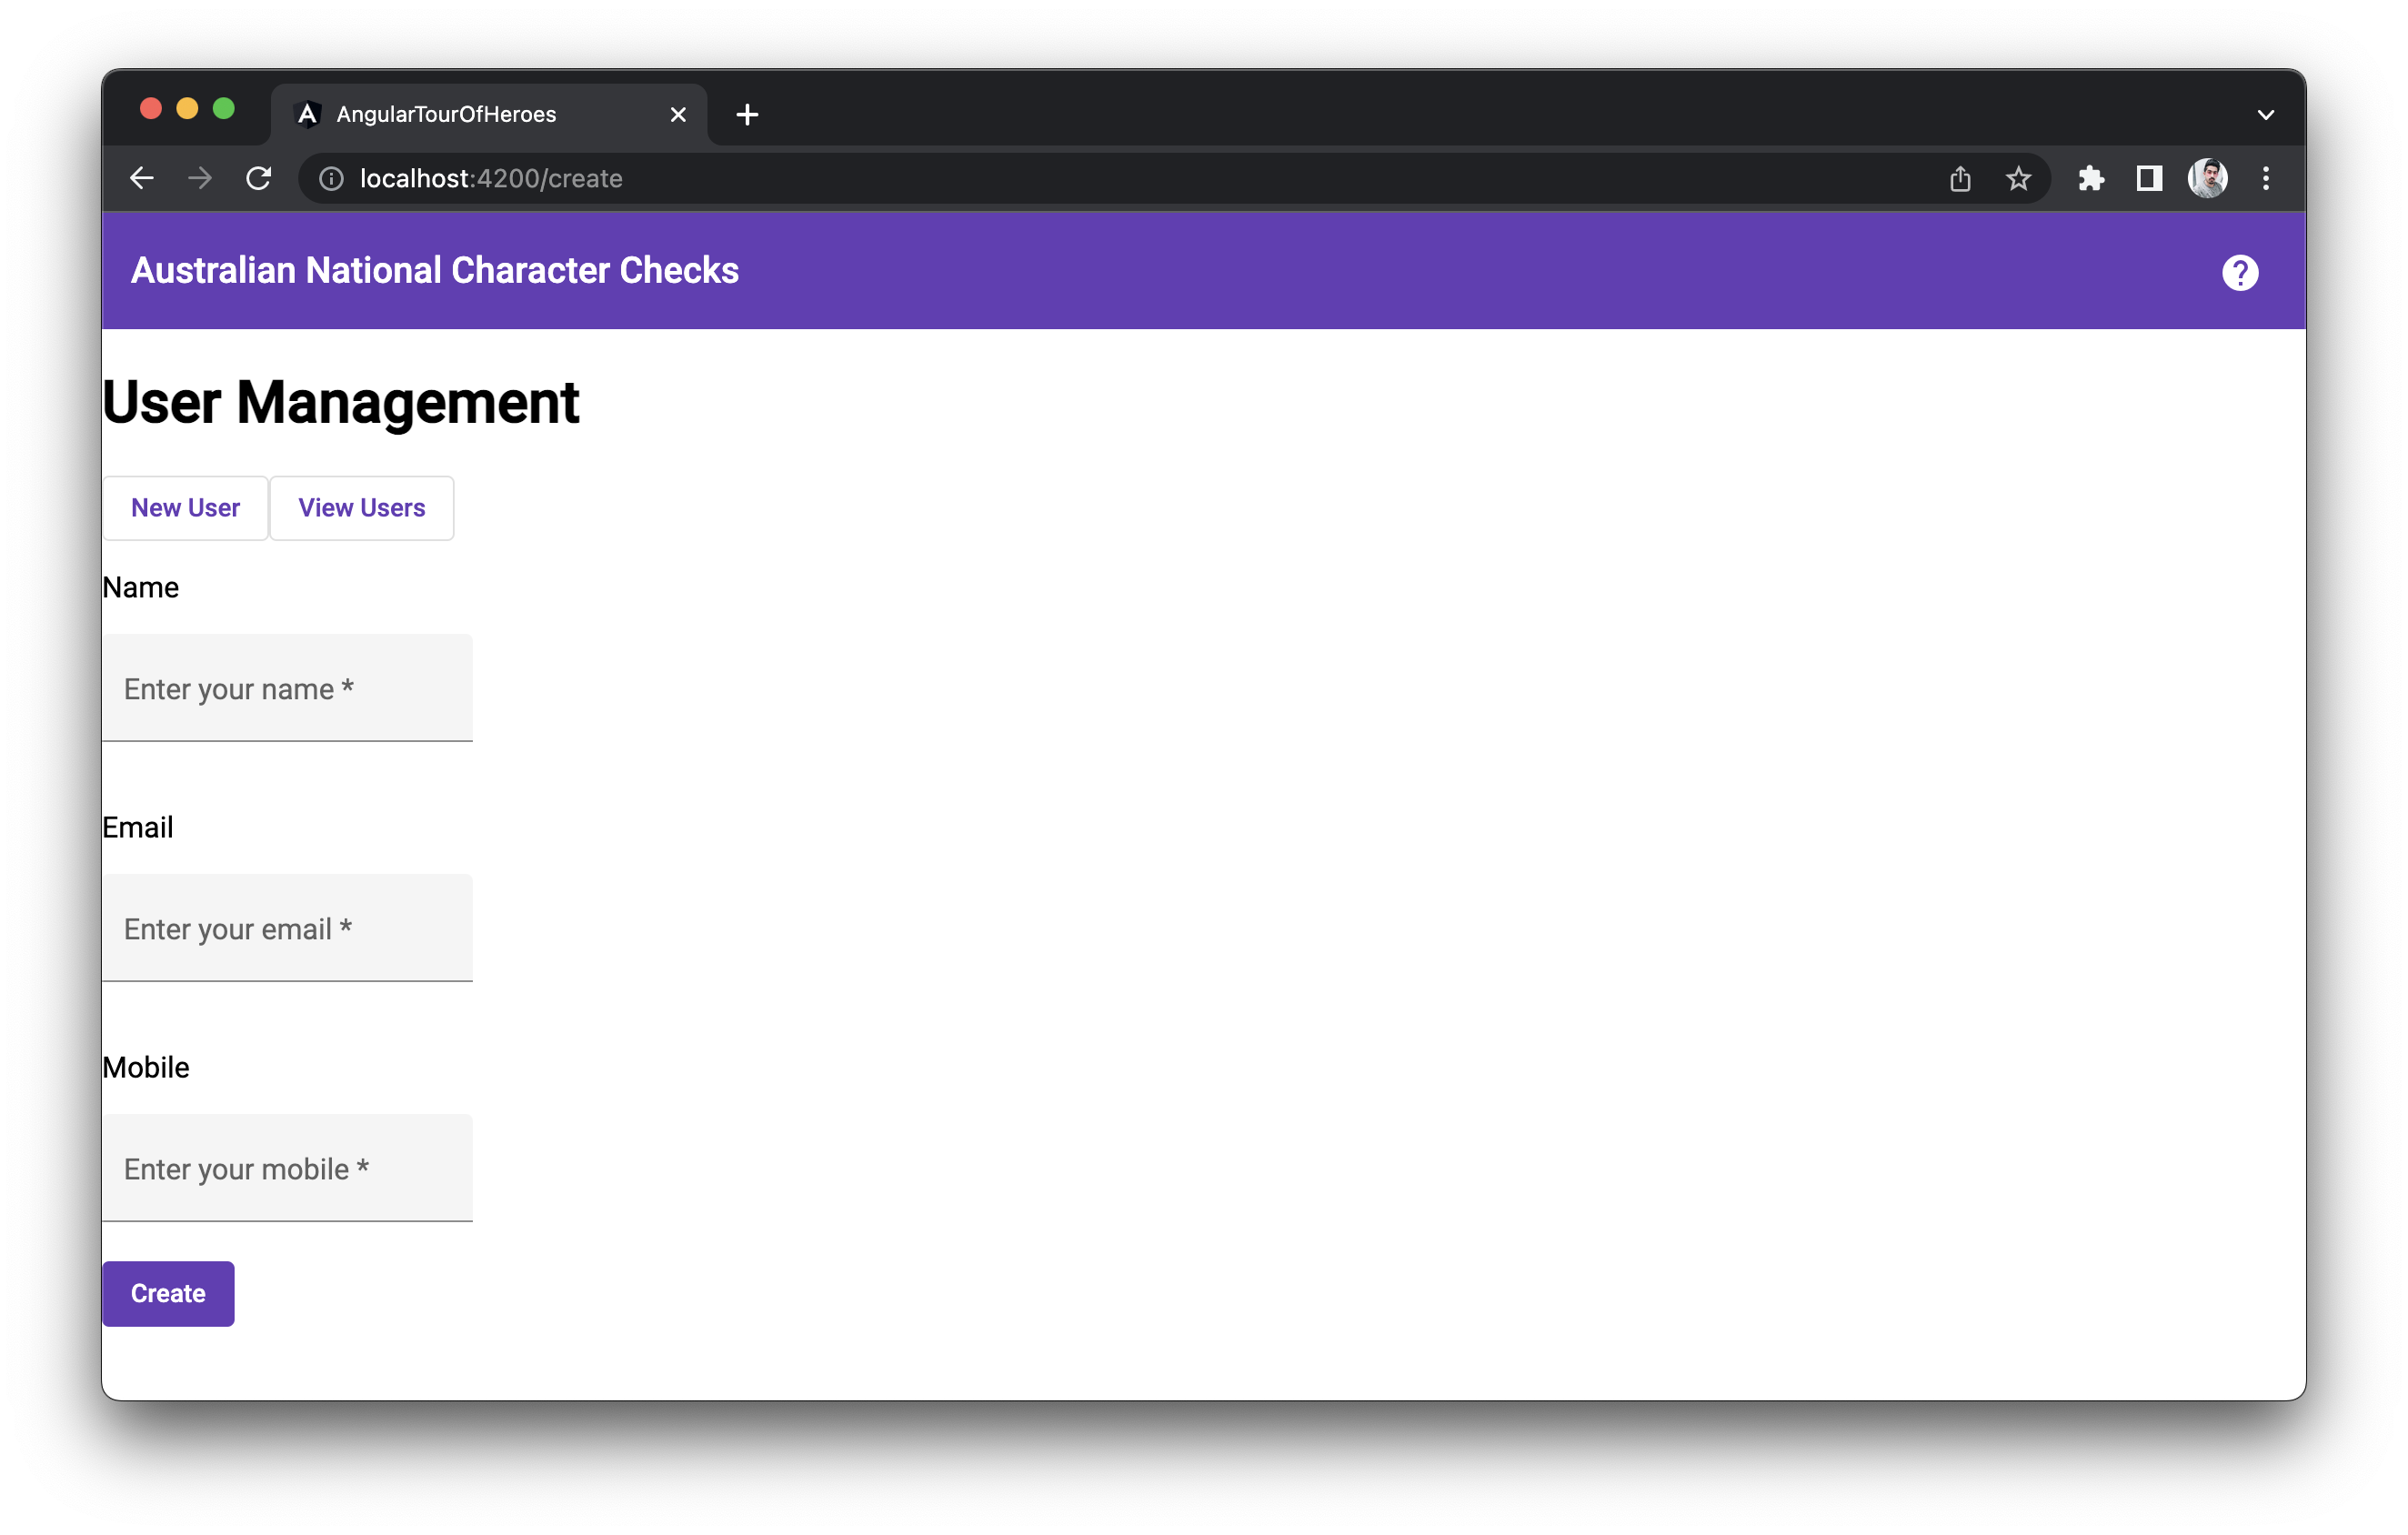 AngularTourOfHeroes
localhost:4200/create
Australian National Character Checks
User Management
New User View Users
Name
Enter your name *
Email
Enter your email *
Mobile
Enter your mobile *
Create